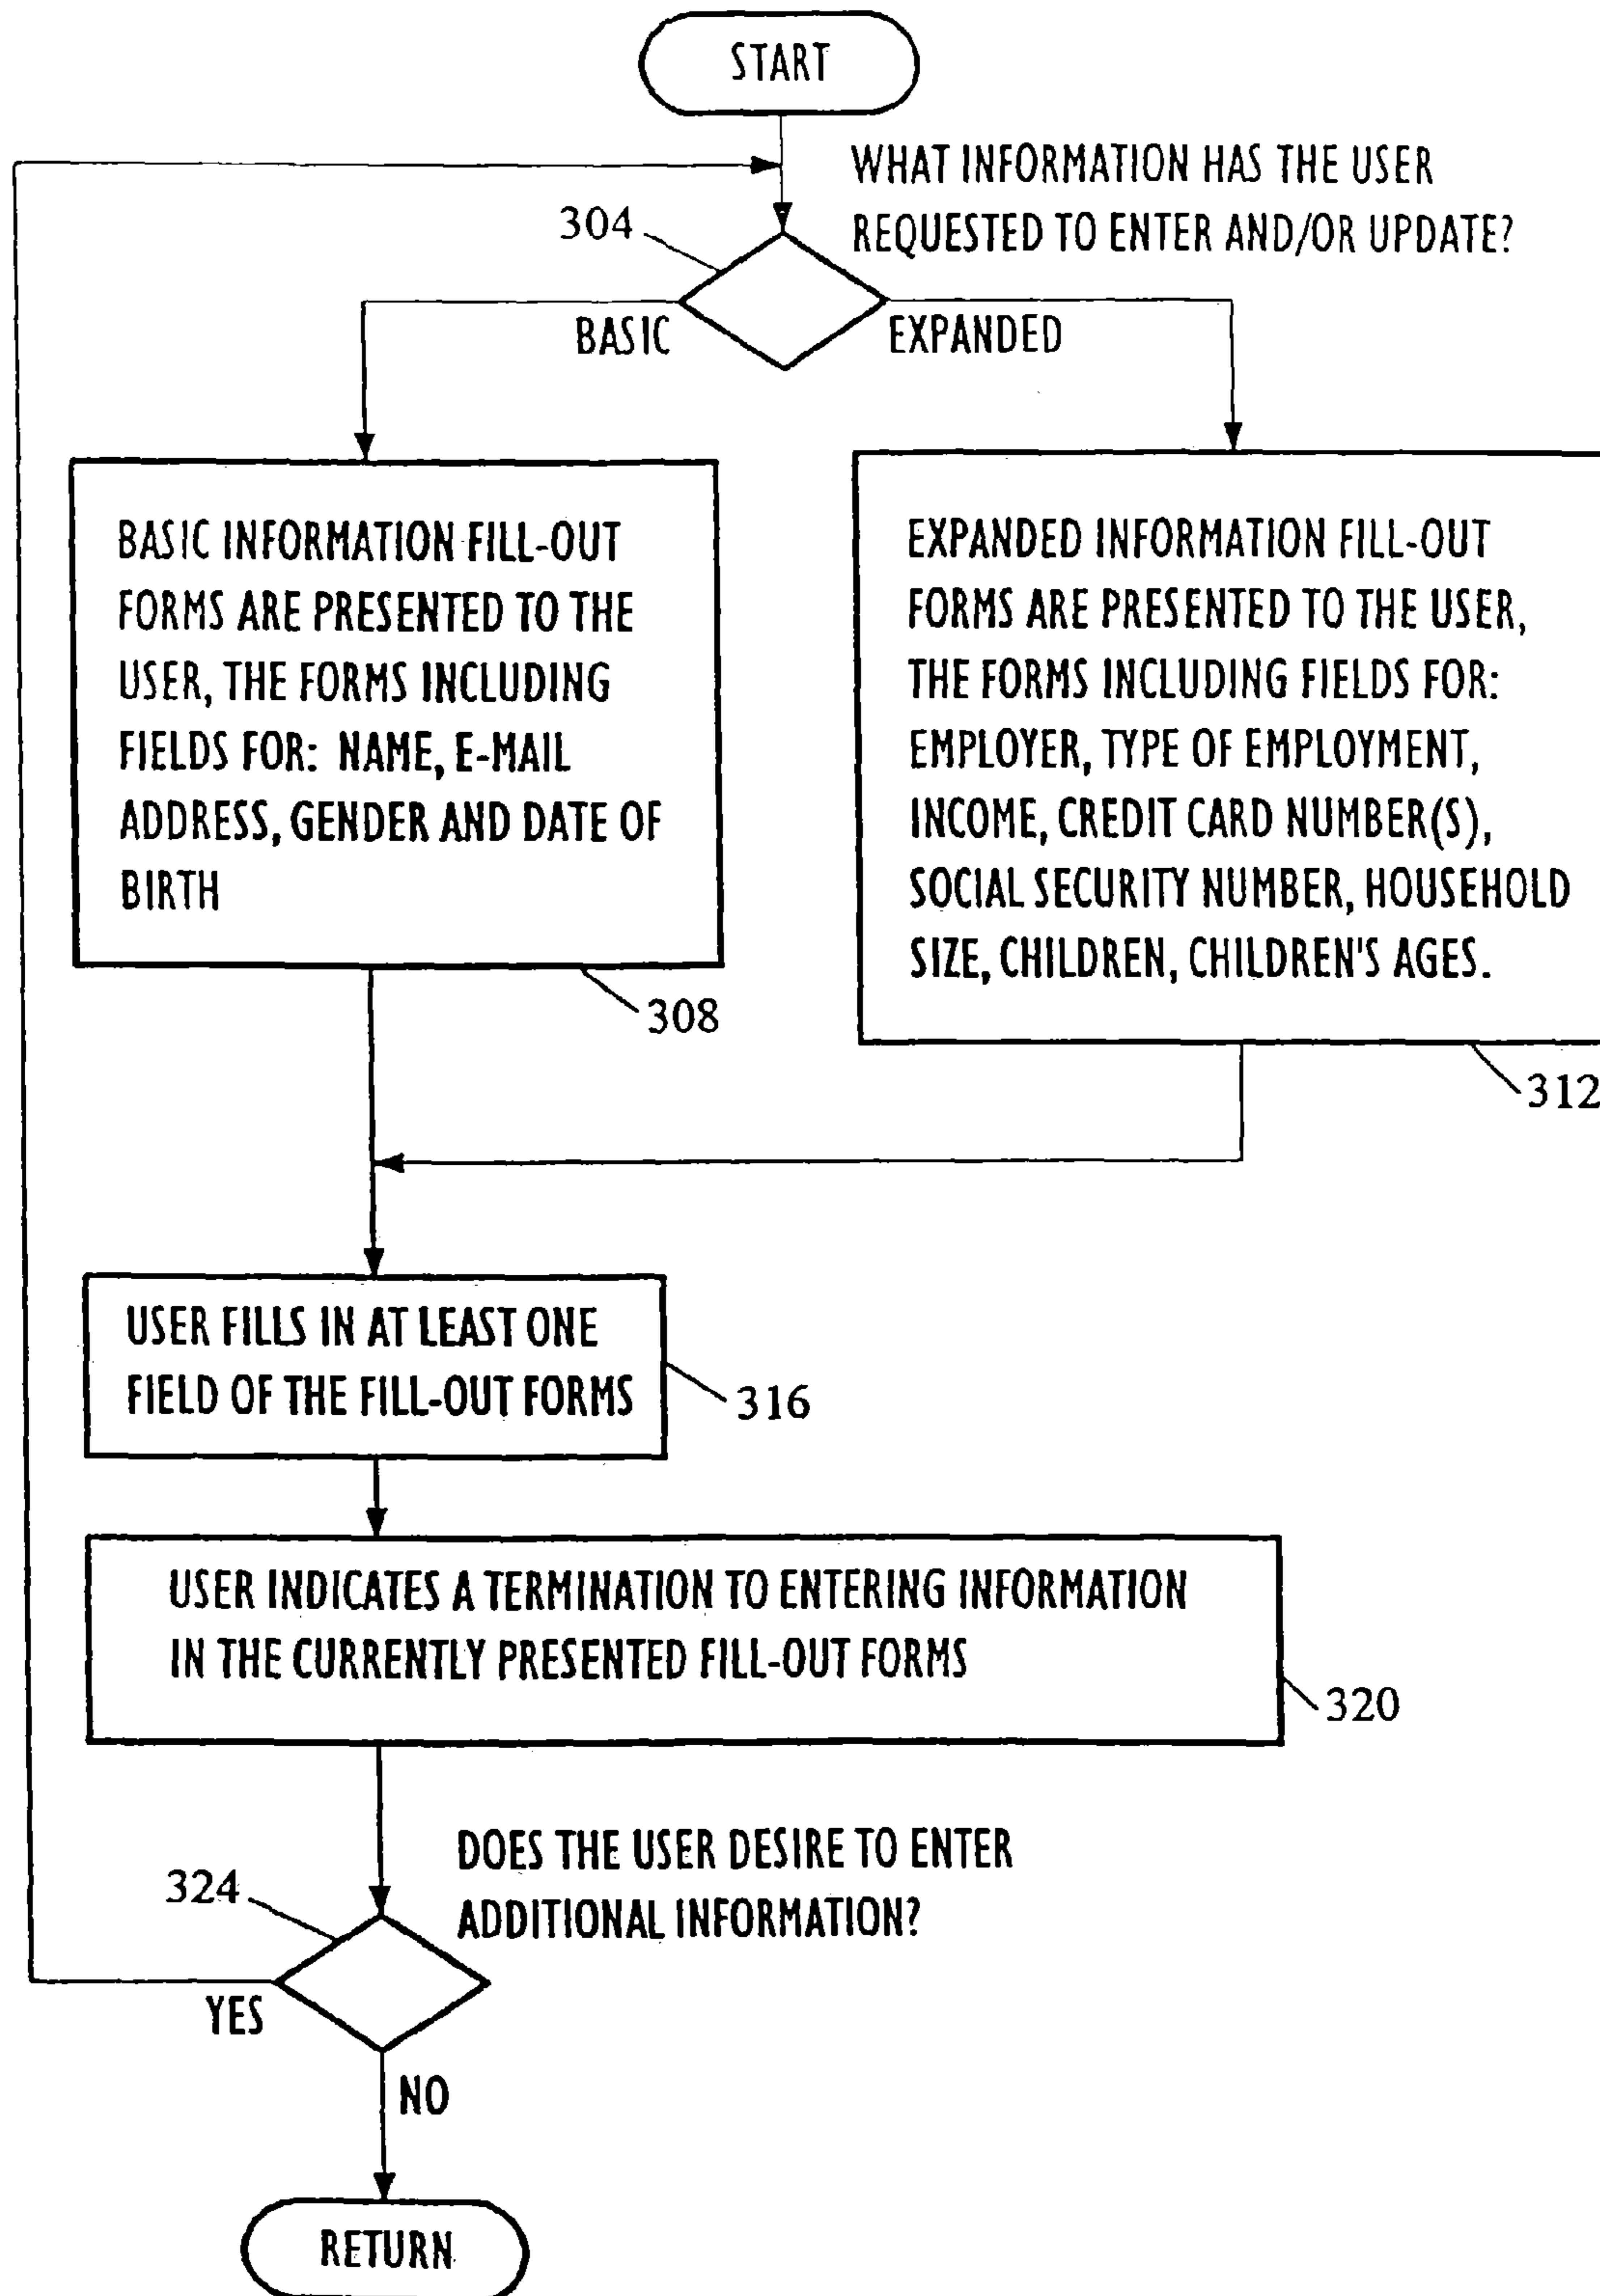 START
WHAT INFORMATION HAS THE USER
REQUESTED TO ENTER AND/OR UPDATE?
304
BASIC
EXPANDED
BASIC INFORMATION FILL-OUT
FORMS ARE PRESENTED TO THE
USER, THE FORMS INCLUDING
FIELDS FOR: NAME, E-MAIL
ADDRESS, GENDER AND DATE OF
BIRTH
308
EXPANDED INFORMATION FILL-OUT
FORMS ARE PRESENTED TO THE USER,
THE FORMS INCLUDING FIELDS FOR:
EMPLOYER, TYPE OF EMPLOYMENT,
INCOME, CREDIT CARD NUMBER(S),
SOCIAL SECURITY NUMBER, HOUSEHOLD
SIZE, CHILDREN, CHILDREN'S AGES.
312
USER FILLS IN AT LEAST ONE
FIELD OF THE FILL-OUT FORMS
316
USER INDICATES A TERMINATION TO ENTERING INFORMATION
IN THE CURRENTLY PRESENTED FILL-OUT FORMS
320
DOES THE USER DESIRE TO ENTER
ADDITIONAL INFORMATION?
324
YES
NO
RETURN